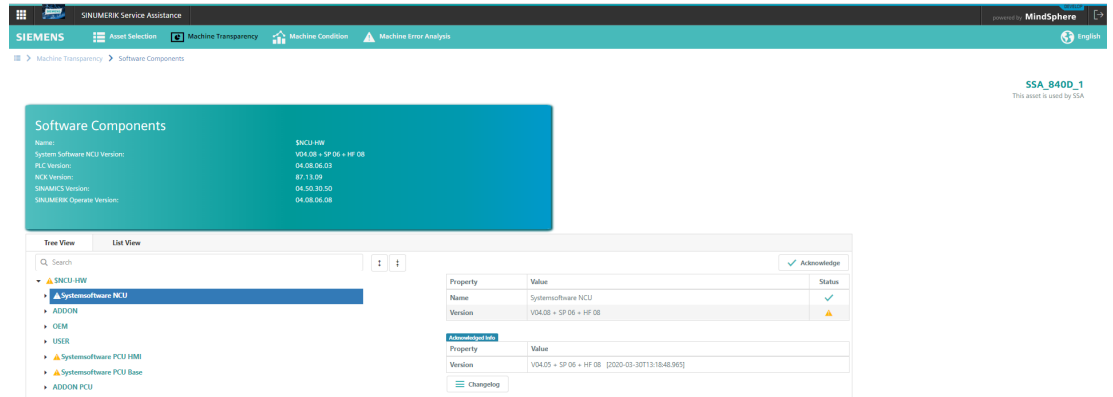 SINUMERIK Service Assistance
powered by MindSphere
SIEMENS Asset Selection Machine Transparency Machine Condition Machine Error Analysis English
Machine Transparency Software Components
SSA_840D_1
This asset is used by SSA
Software Components
Name: $NCU-HW
System Software NCU Version: V04.08 + SP 06 + HF 08
PLC Version: 04.08.06.03
NCK Version: 87.13.09
SINAMICS Version: 04.50.30.50
SINUMERIK Operate Version: 04.08.06.08
Tree View List View
Search
Acknowledge
$NCU-HW
Systemsoftware NCU
ADDON
OEM
USER
Systemsoftware PCU HMI
Systemsoftware PCU Base
ADDON PCU
Property Value Status
Name Systemsoftware NCU
Version V04.08 + SP 06 + HF 08
Acknowledged Info
Property Value
Version V04.05 + SP 06 + HF 08 [2020-03-30T13:18:48.965]
Changelog